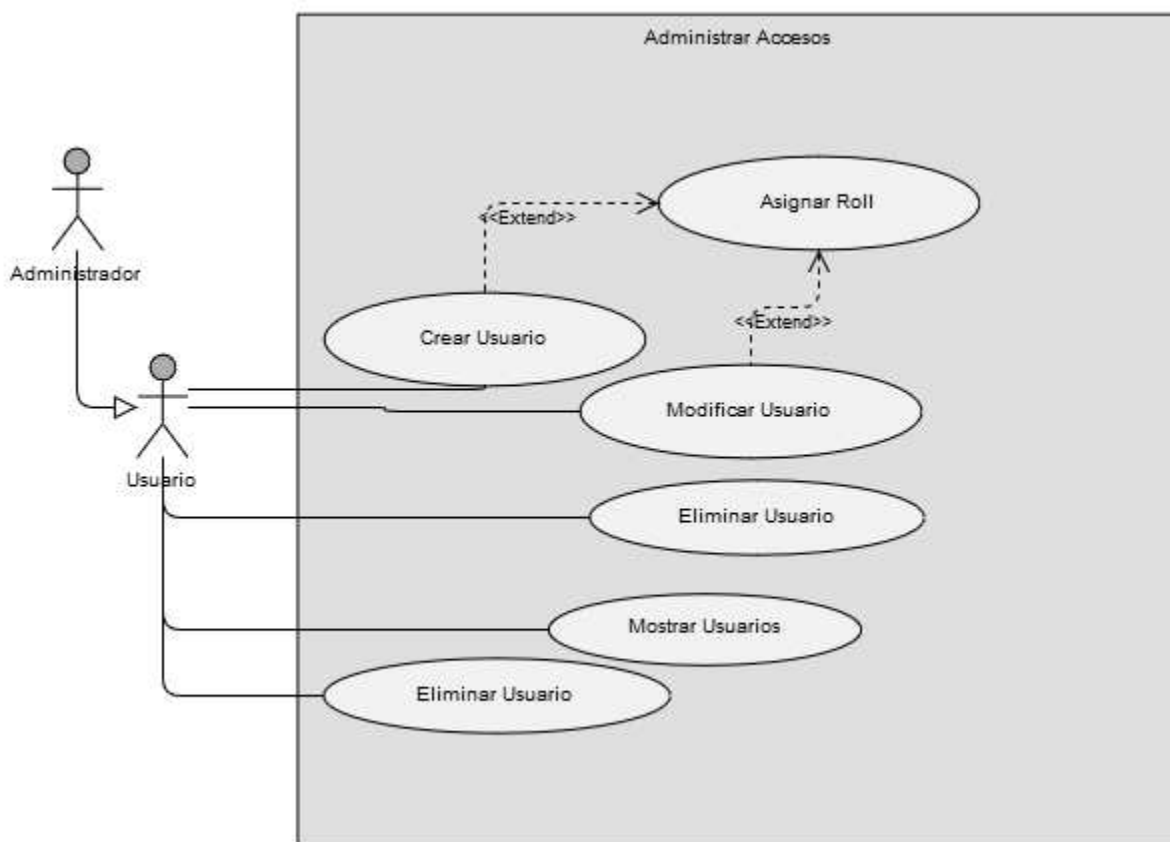 Administrar Accesos
Asignar Roll
<<Extend>>
Administrador
Crear Usuario
<<Extend>>
Modificar Usuario
Usuario
Eliminar Usuario
Mostrar Usuarios
Eliminar Usuario